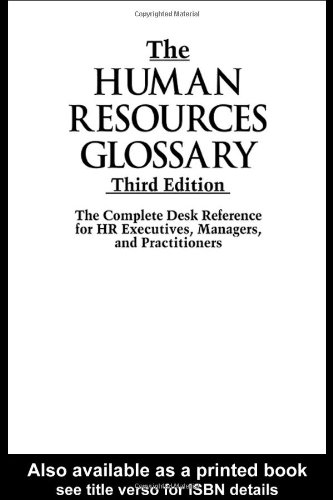 The
HUMAN
RESOURCES
GLOSSARY
Third Edition
The Complete Desk Reference
for HR Executives, Managers,
and Practitioners
Also available as a printed book
see title verso for ISBN details